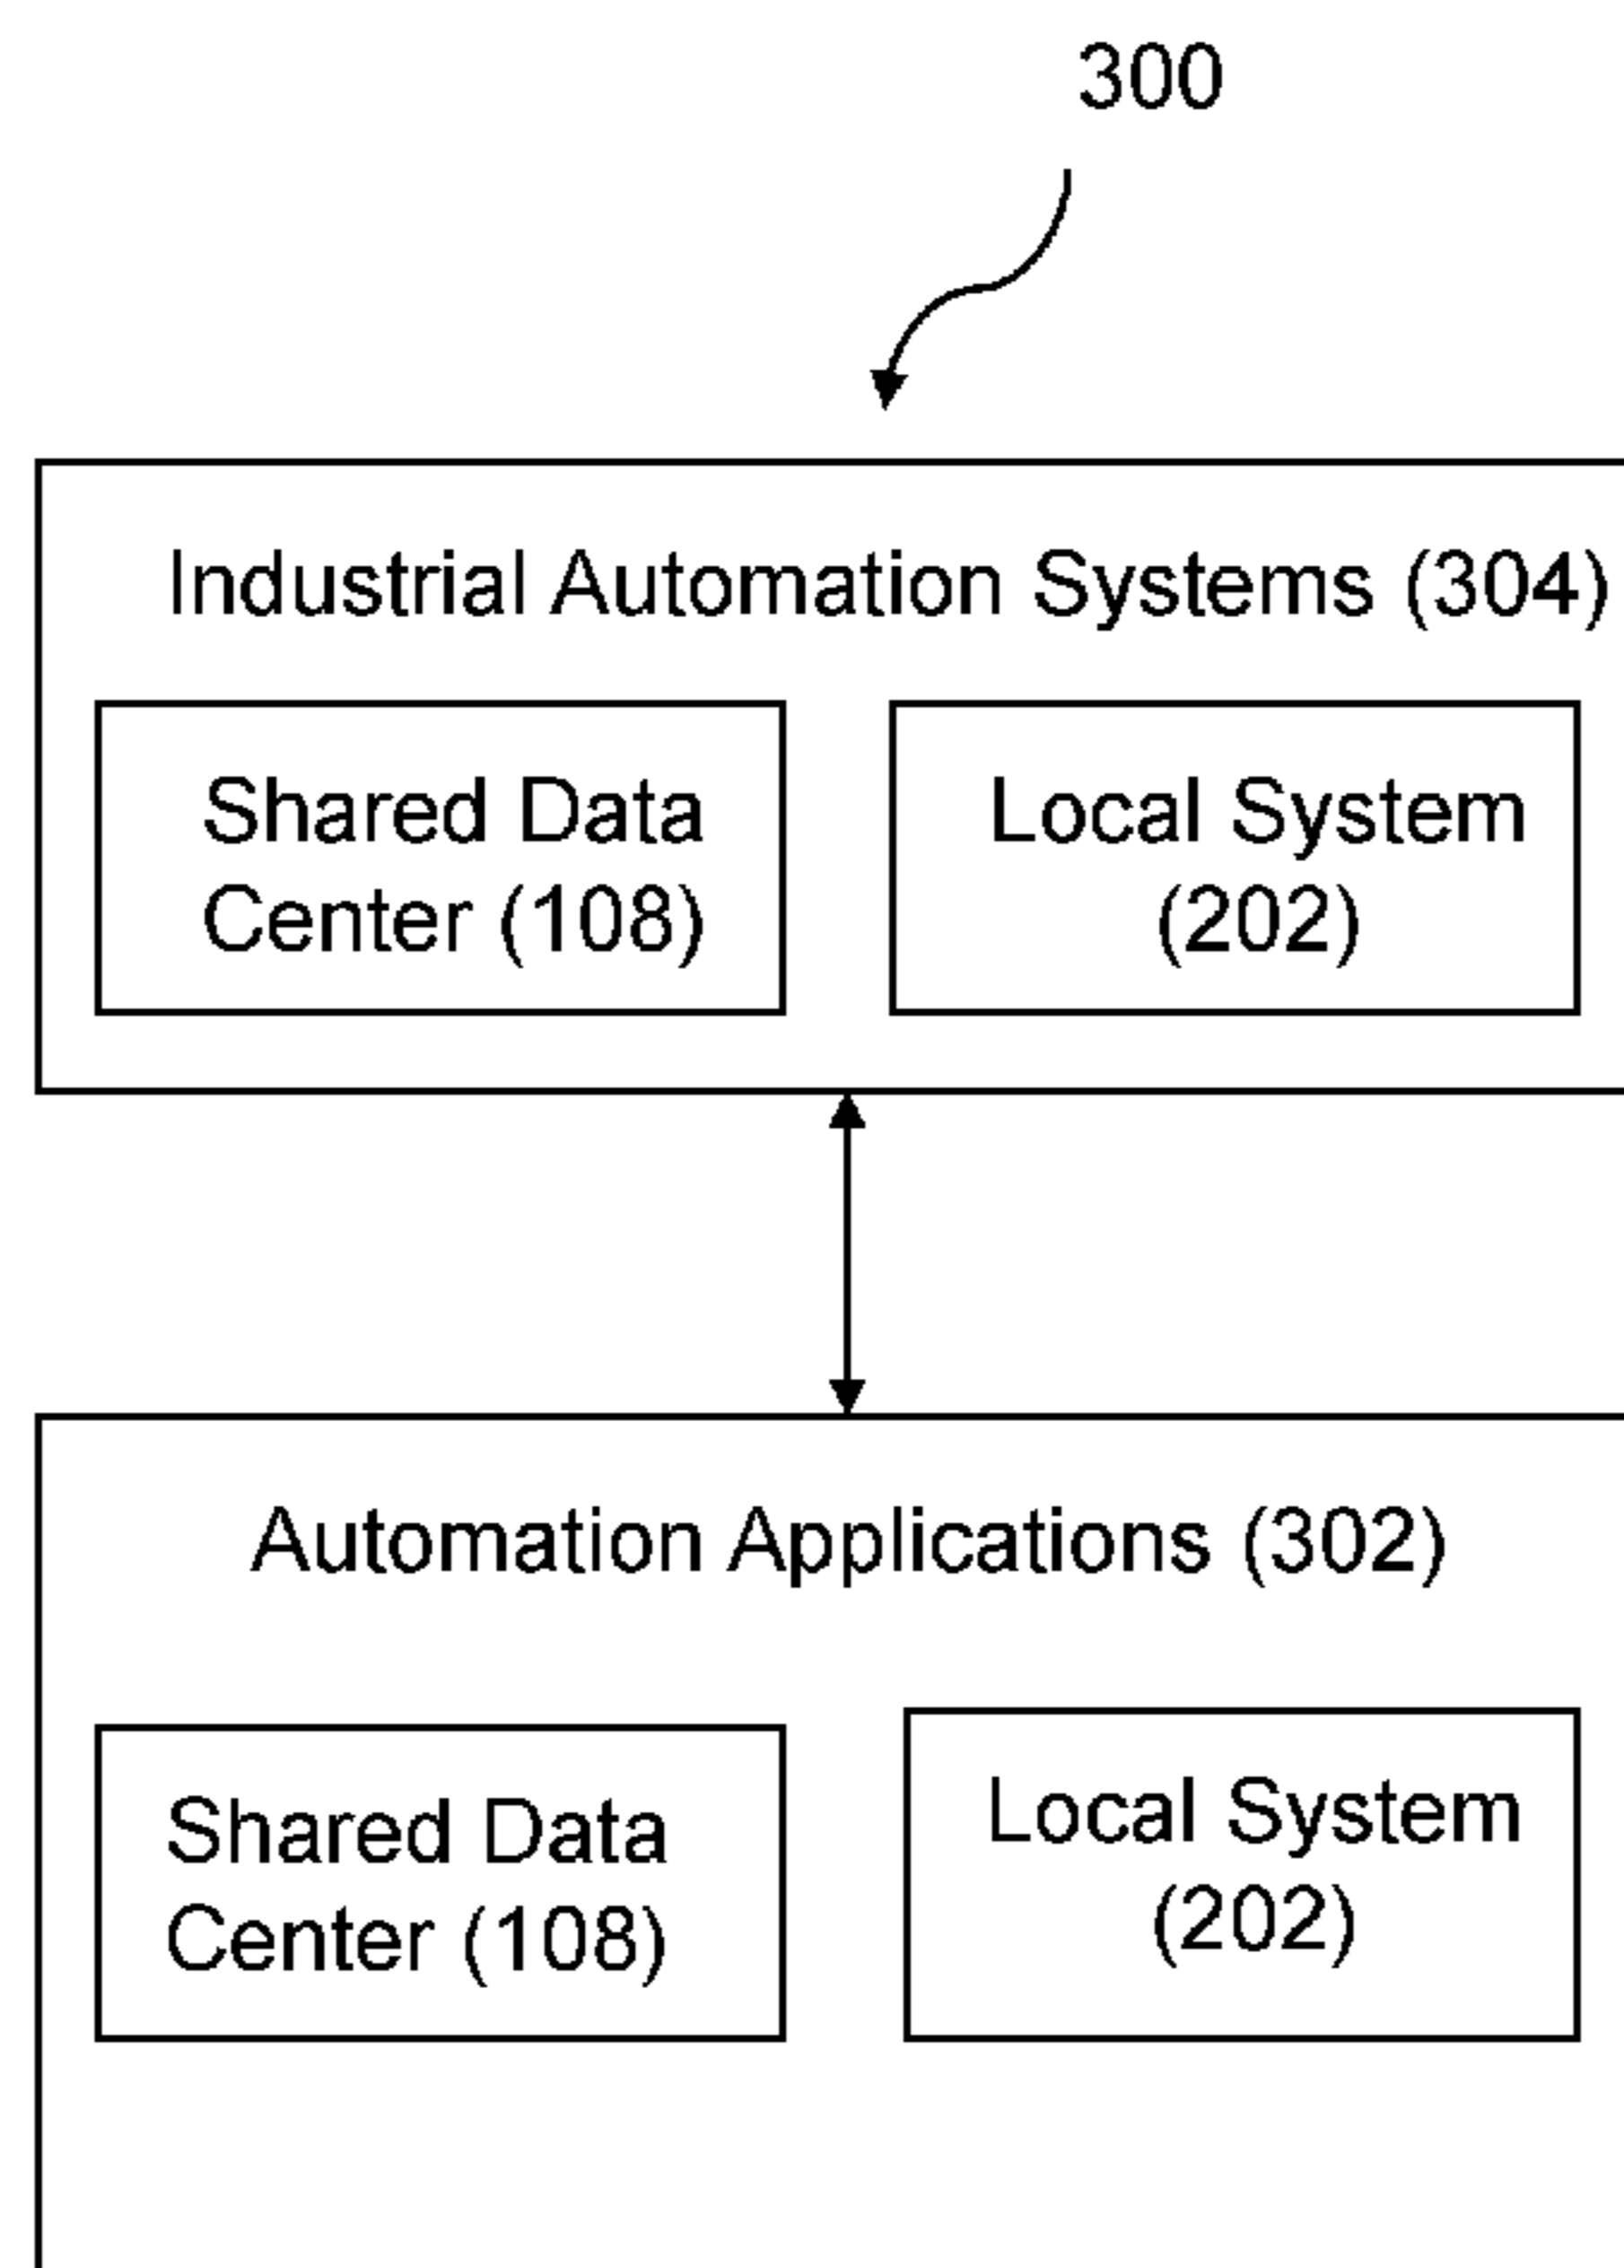 300
Industrial Automation Systems (304)
Shared Data
Center (108)
Local System
(202)
Automation Applications (302)
Shared Data
Center (108)
Local System
(202)